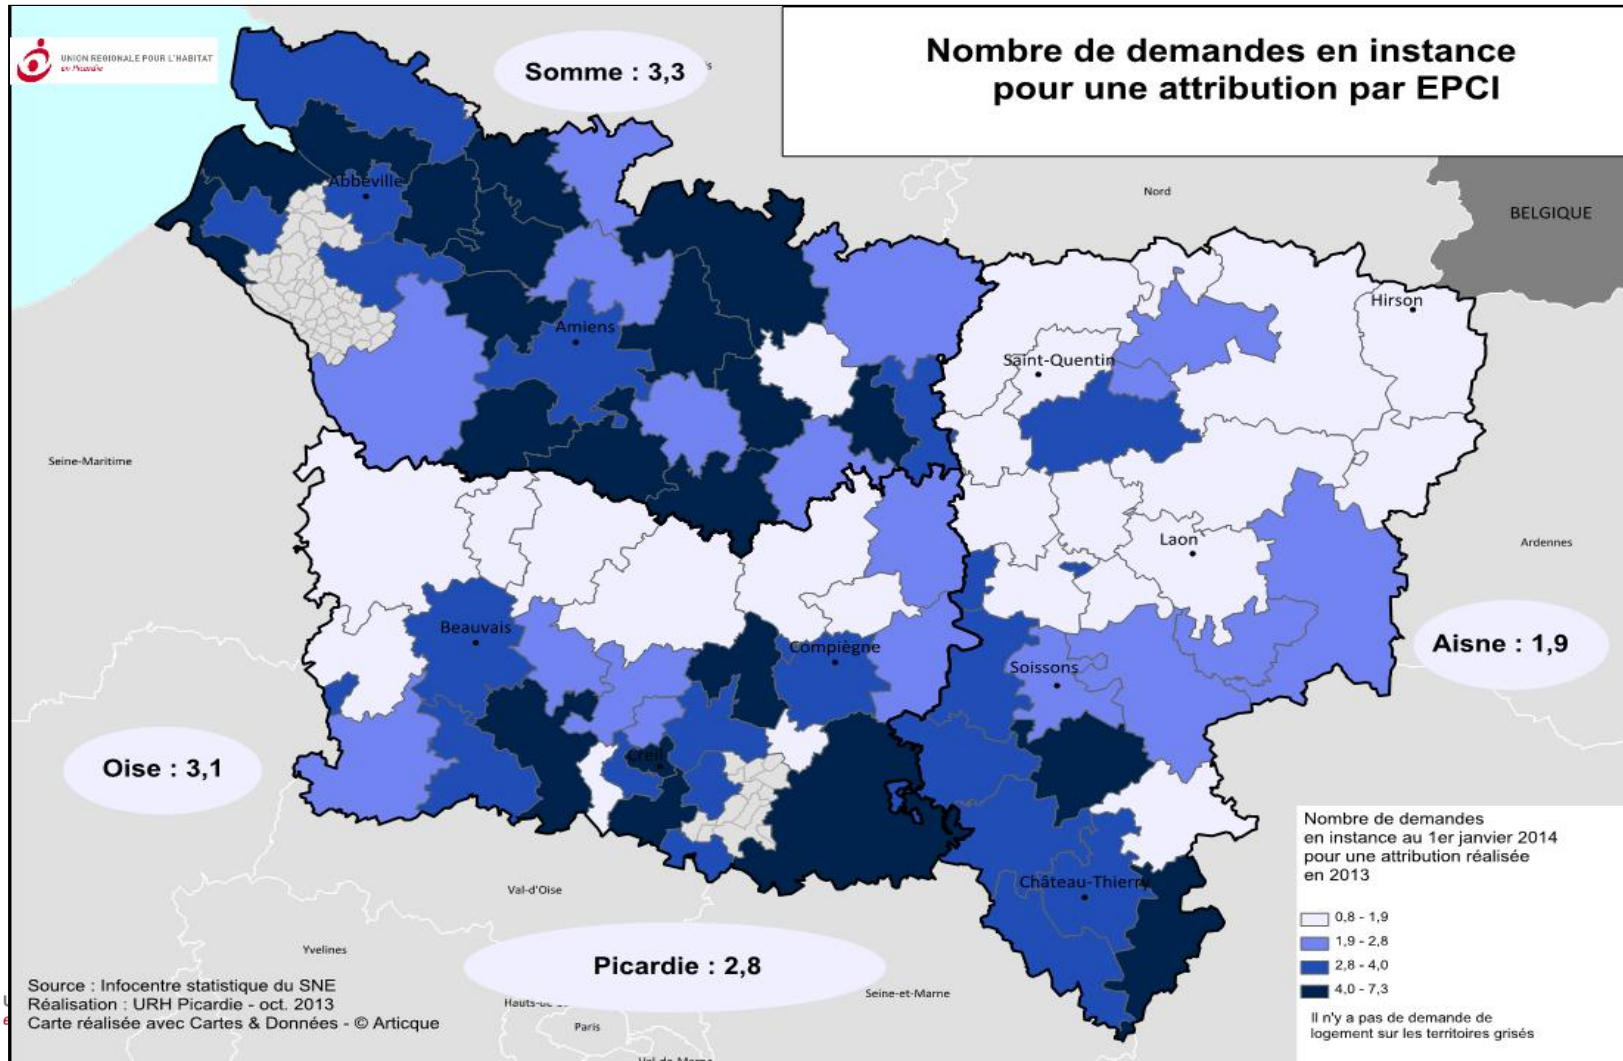 UNION REGIONALE POUR L'HABITAT
en Picardie
Somme : 3,3
Nombre de demandes en instance
pour une attribution par EPCI
Nord
BELGIQUE
Abbeville
Hirson
Amiens
Saint-Quentin
Seine-Maritime
Laon
Ardennes
Beauvais
Compiègne
Aisne : 1,9
Soissons
Oise : 3,1
Creil
Nombre de demandes
en instance au 1er janvier 2014
pour une attribution réalisée
en 2013
Château-Thierry
Val-d'Oise
0,8 - 1,9
1,9 - 2,8
2,8 - 4,0
4,0 - 7,3
Yvelines
Picardie : 2,8
Seine-et-Marne
Il n'y a pas de demande de
logement sur les territoires grisés
Source : Infocentre statistique du SNE
Réalisation : URH Picardie - oct. 2013
Carte réalisée avec Cartes & Données - © Articque
Paris
Val-de-Marne